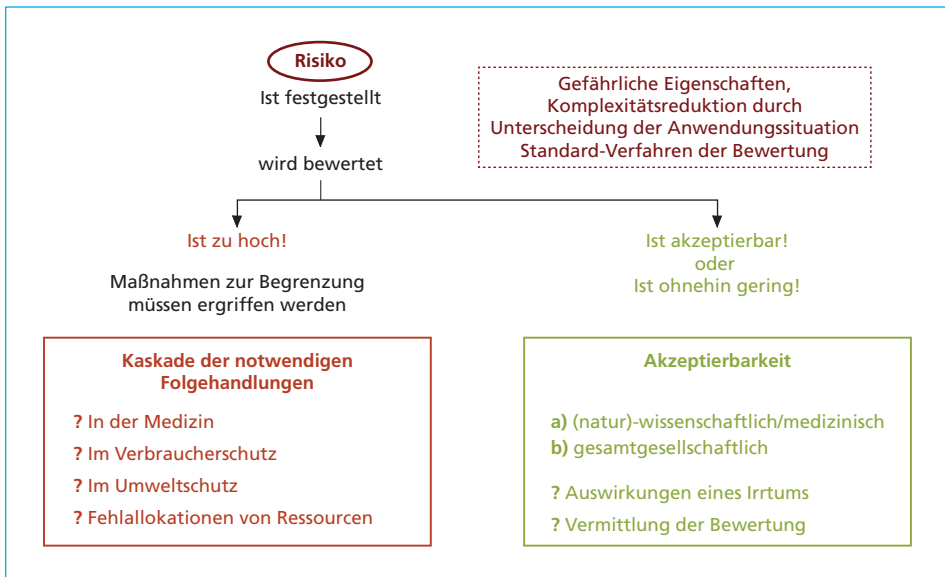 Risiko
Ist festgestellt
wird bewertet
Gefährliche Eigenschaften,
Komplexitätsreduktion durch
Unterscheidung der Anwendungssituation
Standard-Verfahren der Bewertung
Ist zu hoch!
Maßnahmen zur Begrenzung
müssen ergriffen werden
Ist akzeptierbar!
oder
Ist ohnehin gering!
Kaskade der notwendigen
Folgehandlungen
? In der Medizin
? Im Verbraucherschutz
? Im Umweltschutz
? Fehlallokationen von Ressourcen
Akzeptierbarkeit
a) (natur)-wissenschaftlich/medizinisch
b) gesamtgesellschaftlich
? Auswirkungen eines Irrtums
? Vermittlung der Bewertung